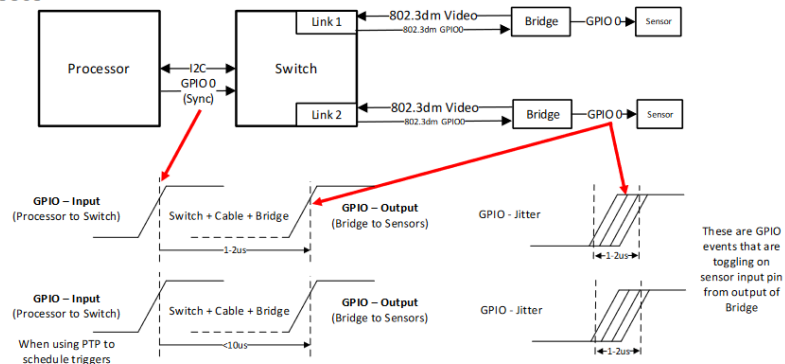 Link 1
802.3dm Video
802.3dm GPIO0
Bridge
GPIO 0
Sensor
Processor
I2C
GPIO 0
(Sync)
Switch
Link 2
802.3dm Video
802.3dm GPIO0
Bridge
GPIO 0
Sensor
GPIO – Input
(Processor to Switch)
Switch + Cable + Bridge
1-2us
GPIO – Output
(Bridge to Sensors)
GPIO - Jitter
1-2us
These are GPIO
events that are
toggling on
sensor input pin
from output of
Bridge
GPIO – Input
(Processor to Switch)
When using PTP to
schedule triggers
Switch + Cable + Bridge
<10us
GPIO – Output
(Bridge to Sensors)
GPIO - Jitter
1-2us